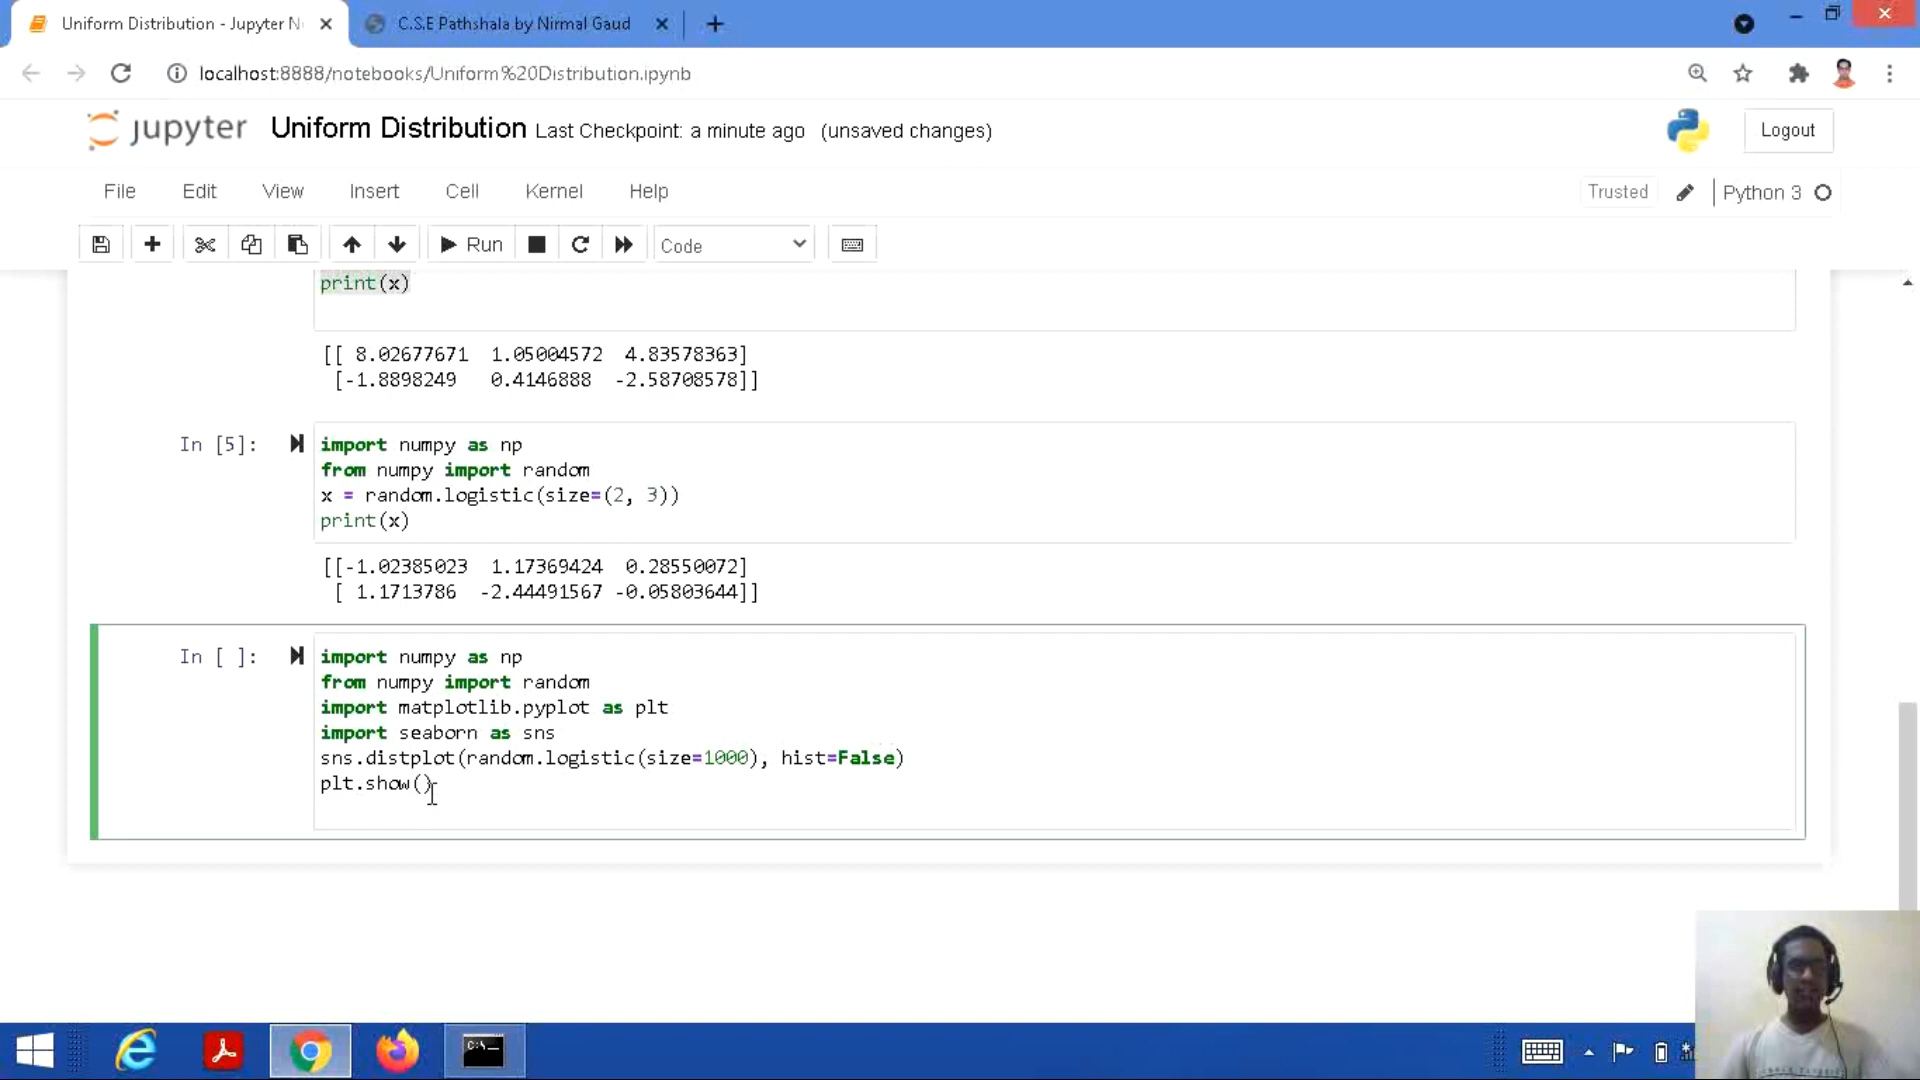 Uniform Distribution - Jupyter N
C.S.E Pathshala by Nirmal Gaud
localhost:8888/notebooks/Uniform%20Distribution.ipynb
jupyter Uniform Distribution Last Checkpoint: a minute ago (unsaved changes)
Logout
File Edit View Insert Cell Kernel Help
Trusted Python 3
Run Code
print(x)
[[ 8.02677671 1.05004572 4.83578363]
[-1.8898249 0.4146888 -2.58708578]]
In [5]:
import numpy as np
from numpy import random
x = random.logistic(size=(2, 3))
print(x)
[[-1.02385023 1.17369424 0.28550072]
[ 1.1713786 -2.44491567 -0.05803644]]
In [ ]:
import numpy as np
from numpy import random
import matplotlib.pyplot as plt
import seaborn as sns
sns.distplot(random.logistic(size=1000), hist=False)
plt.show()